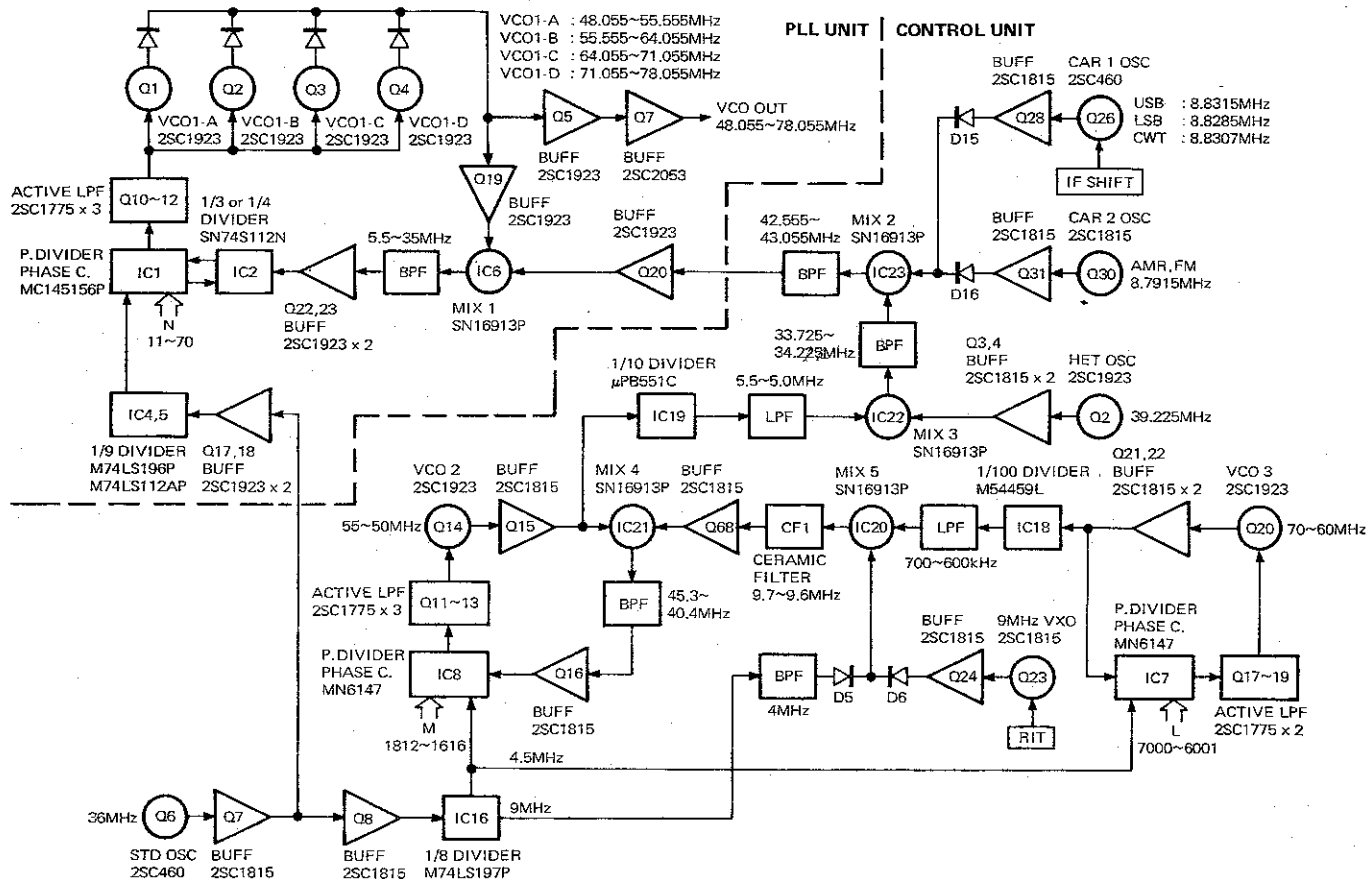 VCO1-A : 48.055~55.555MHz
VCO1-B : 55.555~64.055MHz
VCO1-C : 64.055~71.055MHz
VCO1-D : 71.055~78.055MHz
PLL UNIT
CONTROL UNIT
Q1
Q2
Q3
Q4
VCO1-A
2SC1923
VCO1-B
2SC1923
VCO1-C
2SC1923
VCO1-D
2SC1923
Q5
BUFF
2SC1923
Q7
BUFF
2SC2053
VCO OUT
48.055~78.055MHz
BUFF
2SC1815
Q28
D15
CAR 1 OSC
2SC460
Q26
USB : 8.8315MHz
LSB : 8.8285MHz
CWT : 8.8307MHz
IF SHIFT
ACTIVE LPF
2SC1775 x 3
Q10~12
1/3 or 1/4
DIVIDER
SN74S112N
P.DIVIDER
PHASE C.
MC145156P
IC1
IC2
N
11~70
Q22,23
BUFF
2SC1923 x 2
5.5~35MHz
BPF
Q19
BUFF
2SC1923
IC6
MIX 1
SN16913P
BUFF
2SC1923
Q20
42.555~
43.055MHz
BPF
MIX 2
SN16913P
IC23
BUFF
2SC1815
Q31
D16
CAR 2 OSC
2SC1815
Q30
AMR,FM
8.7915MHz
33.725~
34.225MHz
BPF
IC4,5
1/9 DIVIDER
M74LS196P
M74LS112AP
Q17,18
BUFF
2SC1923 x 2
1/10 DIVIDER
μPB551C
IC19
5.5~5.0MHz
LPF
IC22
MIX 3
SN16913P
Q3,4
BUFF
2SC1815 x 2
HET OSC
2SC1923
Q2
39.225MHz
VCO 2
2SC1923
55~50MHz
Q14
BUFF
2SC1815
Q15
MIX 4
SN16913P
IC21
BUFF
2SC1815
Q68
CF1
CERAMIC
FILTER
9.7~9.6MHz
MIX 5
SN16913P
IC20
LPF
700~600kHz
1/100 DIVIDER
M54459L
IC18
Q21,22
BUFF
2SC1815 x 2
VCO 3
2SC1923
Q20
70~60MHz
ACTIVE LPF
2SC1775 x 3
Q11~13
BPF
45.3~
40.4MHz
P.DIVIDER
PHASE C.
MN6147
IC8
M
1812~1616
Q16
BUFF
2SC1815
BPF
4MHz
D5
D6
BUFF
2SC1815
Q24
9MHz VXO
2SC1815
Q23
RIT
P.DIVIDER
PHASE C.
MN6147
IC7
L
7000~6001
Q17~19
ACTIVE LPF
2SC1775 x 2
4.5MHz
36MHz
Q6
STD OSC
2SC460
Q7
BUFF
2SC1815
Q8
BUFF
2SC1815
IC16
1/8 DIVIDER
M74LS197P
9MHz